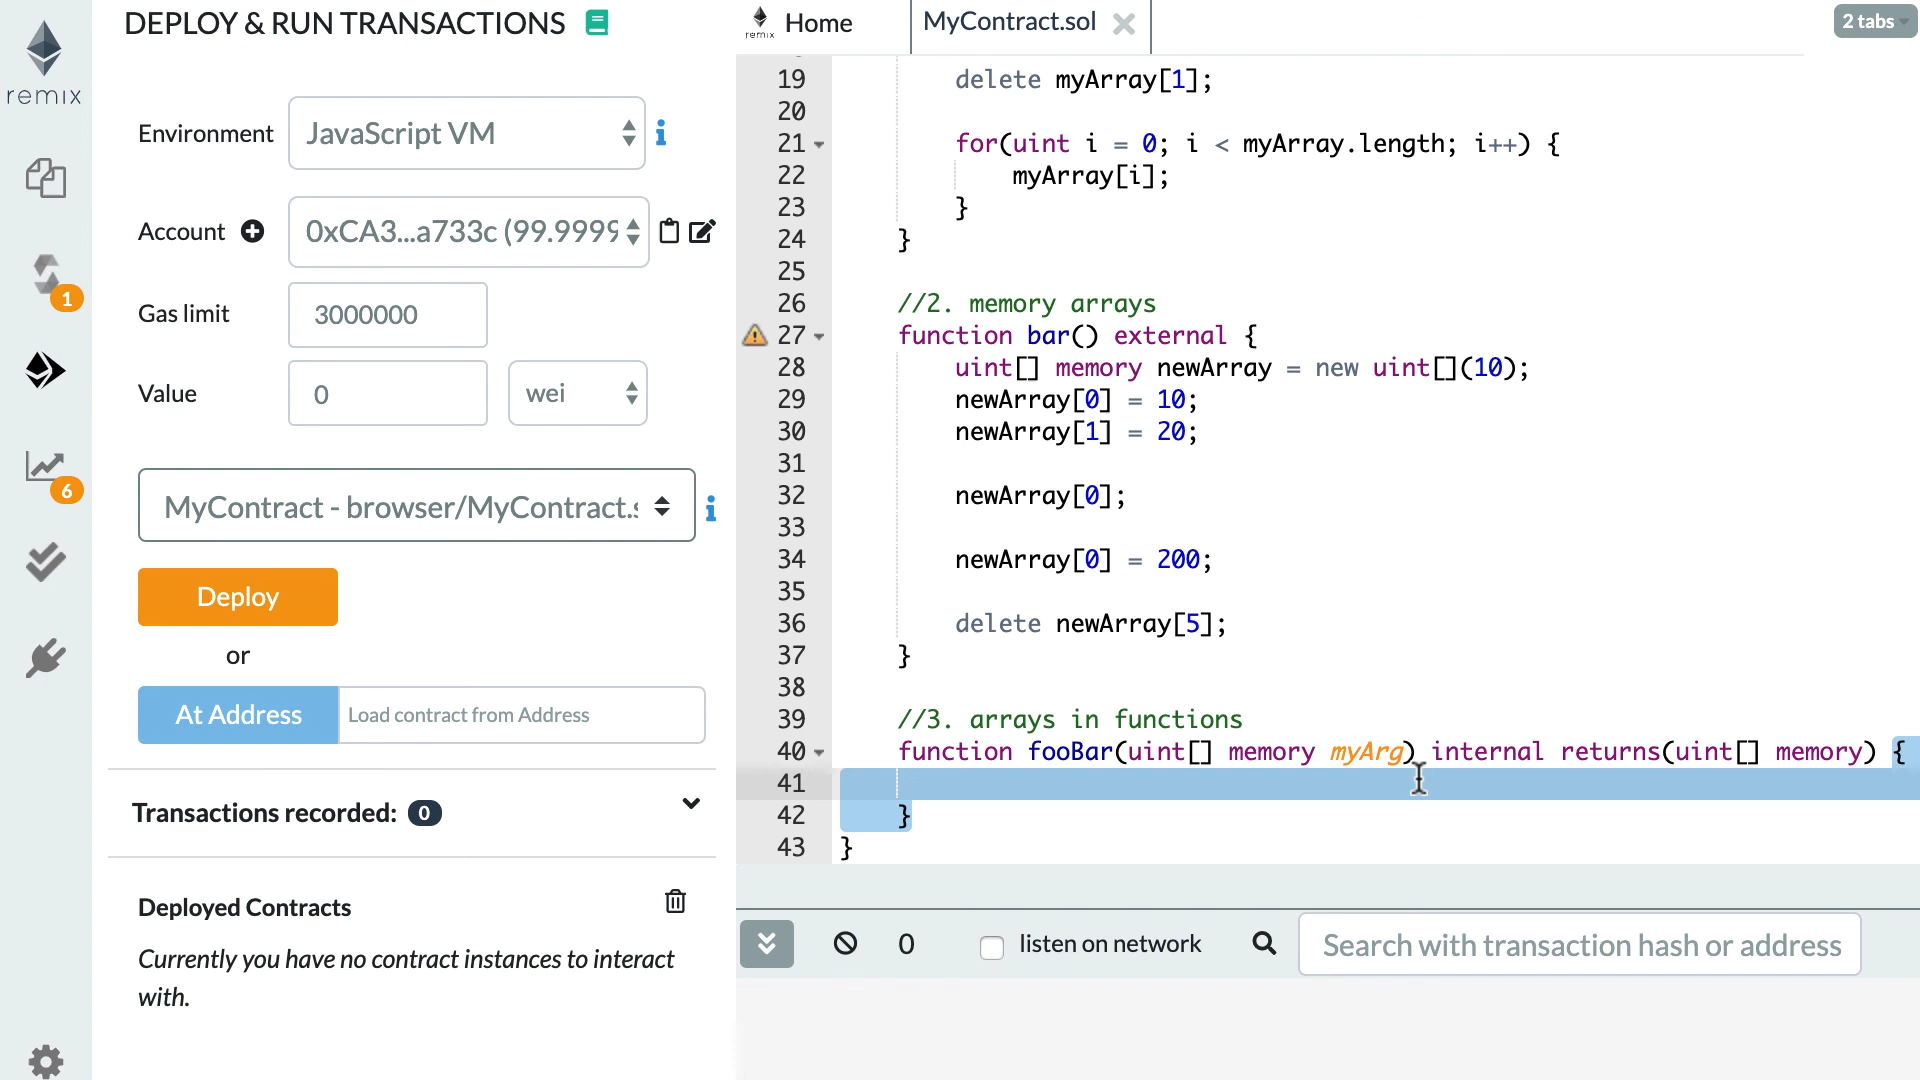 DEPLOY & RUN TRANSACTIONS
remix
Environment
JavaScript VM
Account
0xCA3...a733c (99.9999
Gas limit
3000000
Value
0
wei
1
6
MyContract - browser/MyContract.s
Deploy
or
At Address
Load contract from Address
Transactions recorded: 0
Deployed Contracts
Currently you have no contract instances to interact
with.
remix
Home
MyContract.sol
2 tabs
19 delete myArray[1];
20
21 for(uint i = 0; i < myArray.length; i++) {
22 myArray[i];
23 }
24 }
25
26 //2. memory arrays
27 function bar() external {
28 uint[] memory newArray = new uint[](10);
29 newArray[0] = 10;
30 newArray[1] = 20;
31
32 newArray[0];
33
34 newArray[0] = 200;
35
36 delete newArray[5];
37 }
38
39 //3. arrays in functions
40 function fooBar(uint[] memory myArg) internal returns(uint[] memory) {
41
42 }
43 }
0
listen on network
Search with transaction hash or address